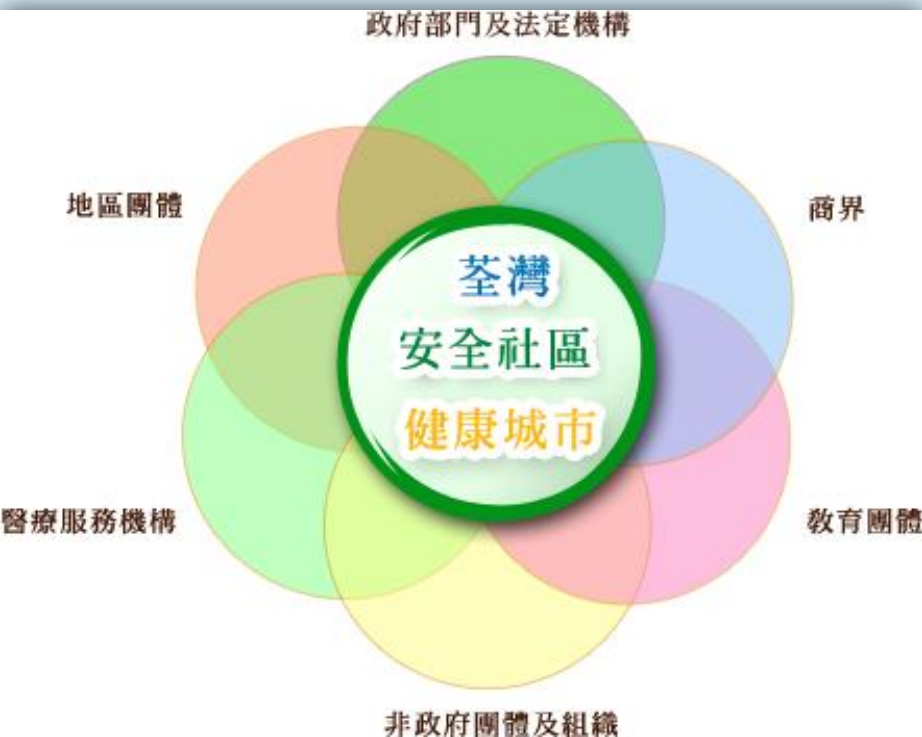 政府部門及法定機構
地區團體
商界
荃灣
安全社區
健康城市
醫療服務機構
教育團體
非政府團體及組織